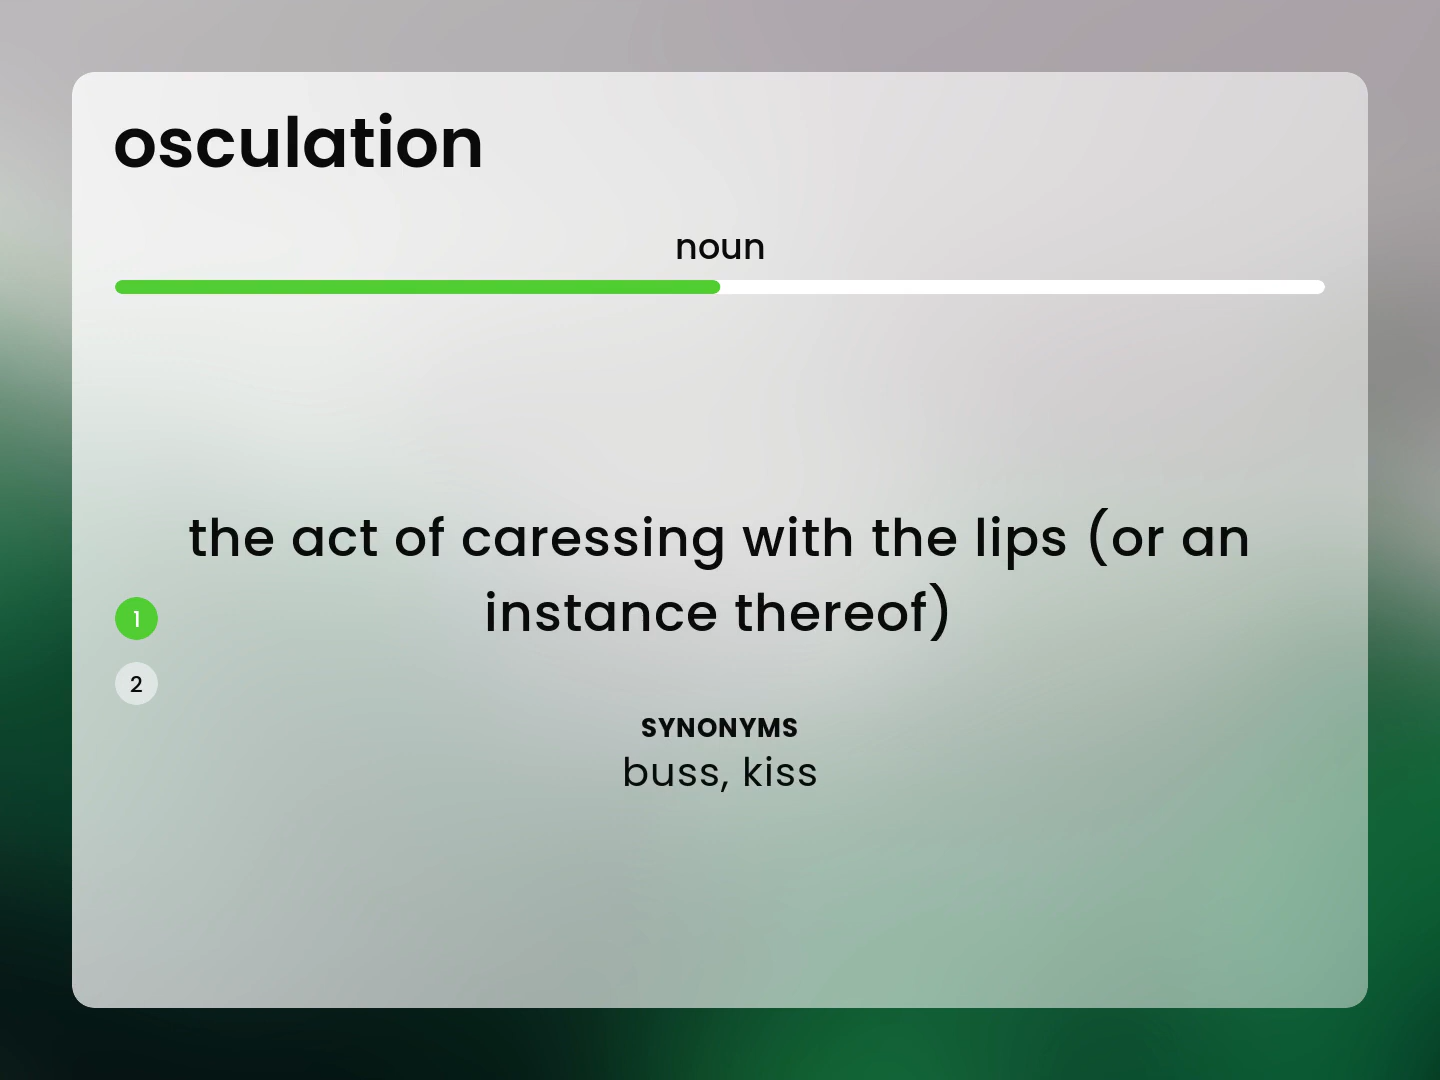 osculation
noun
the act of caressing with the lips (or an
instance thereof)
1
2
SYNONYMS
buss, kiss